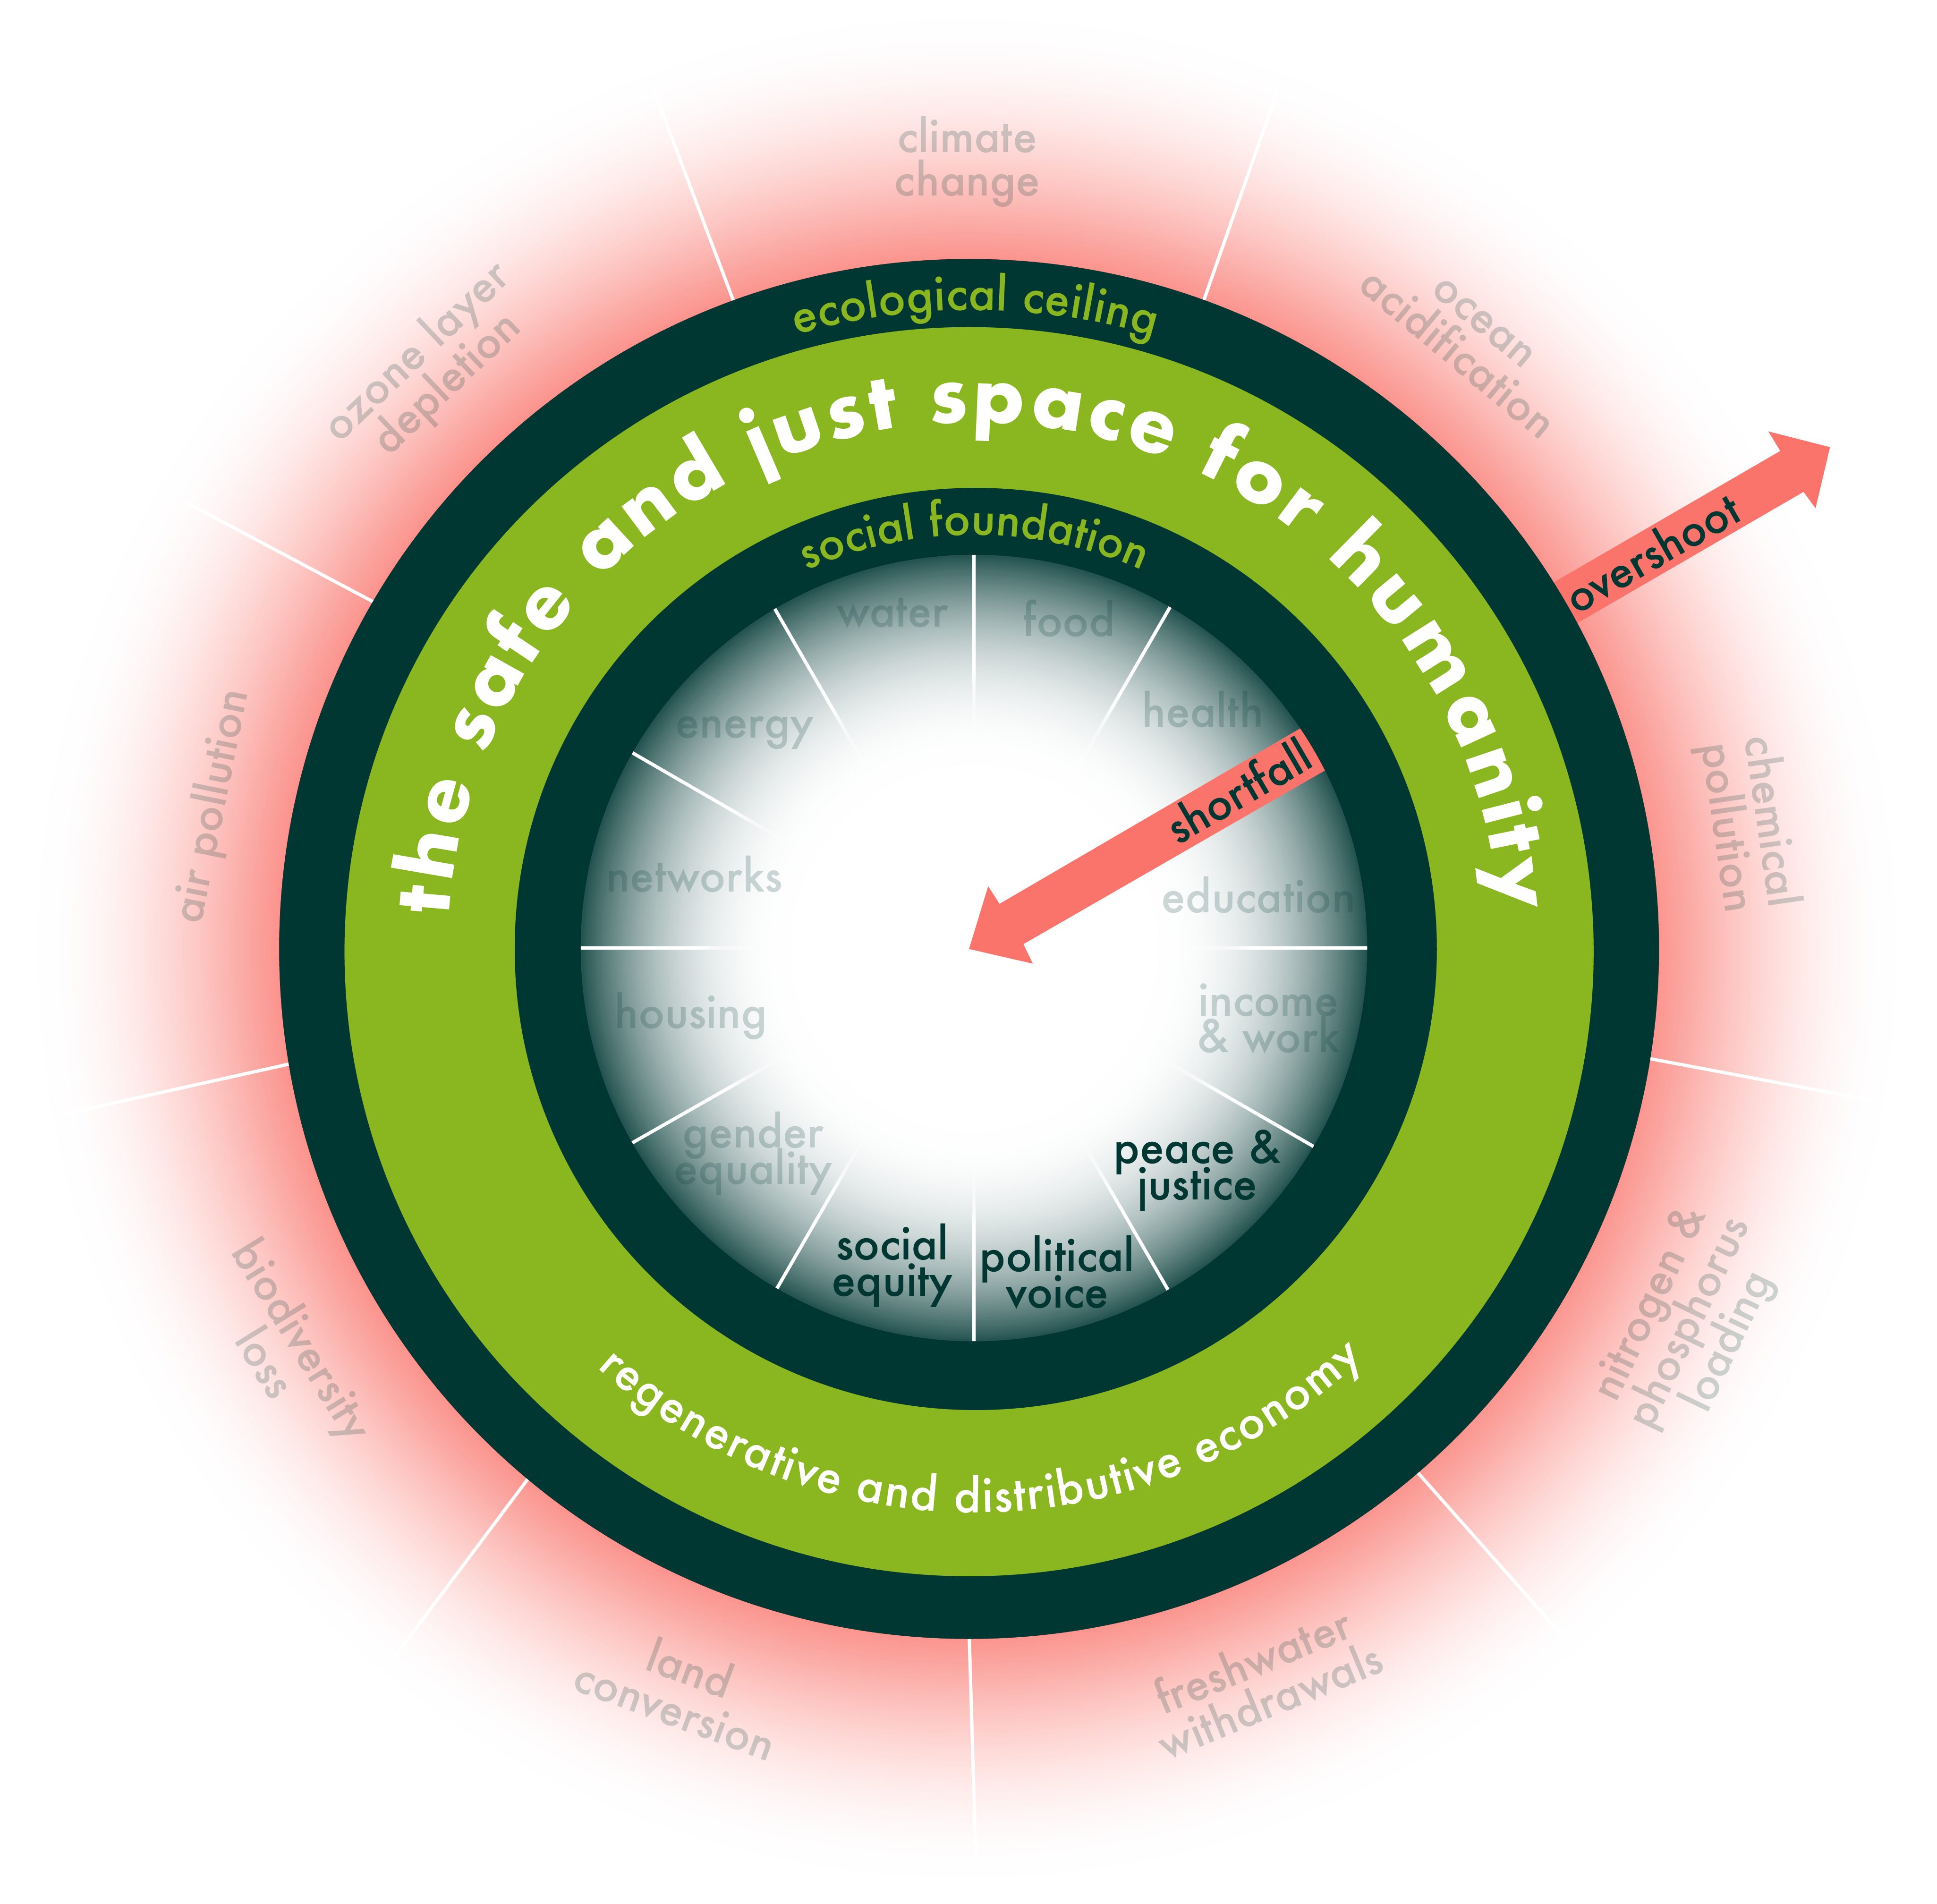 climate
change
ocean
acidification
chemical
pollution
nitrogen &
phosphorus
loading
freshwater
withdrawals
land
conversion
biodiversity
loss
air pollution
ozone layer
depletion
overshoot
ecological ceiling
the safe and just space for humanity
social foundation
water
food
health
shortfall
education
income
& work
peace &
justice
political
voice
social
equity
gender
equality
housing
networks
energy
regenerative and distributive economy